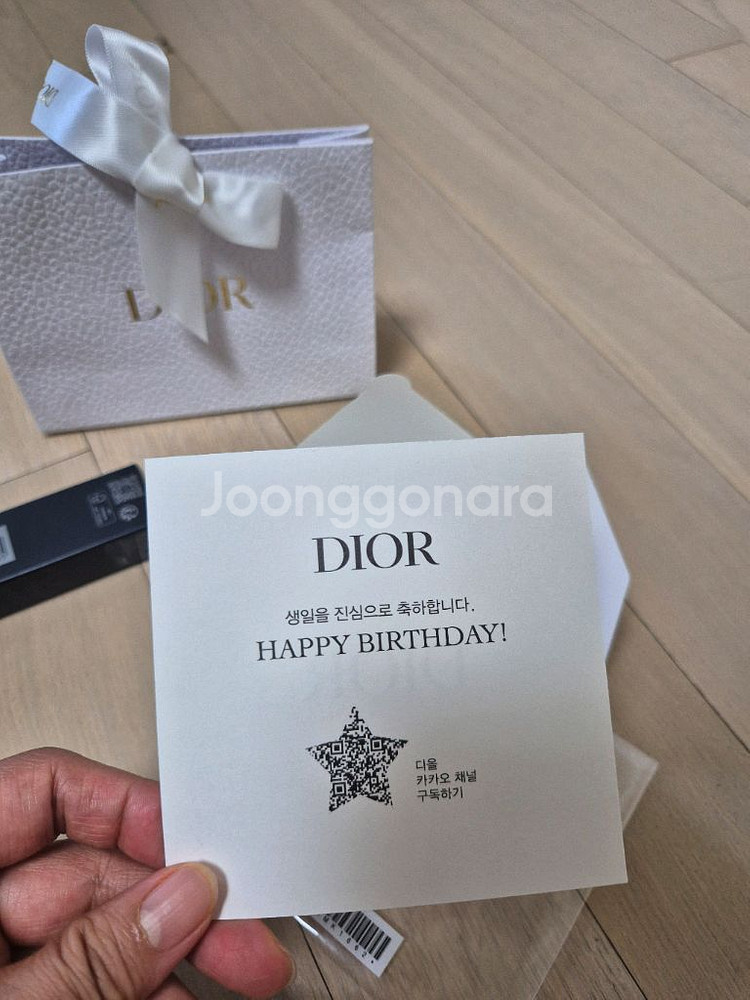 DIOR
Joonggonara
DIOR
생일을 진심으로 축하합니다.
HAPPY BIRTHDAY!
다올
카카오 채널
구독하기